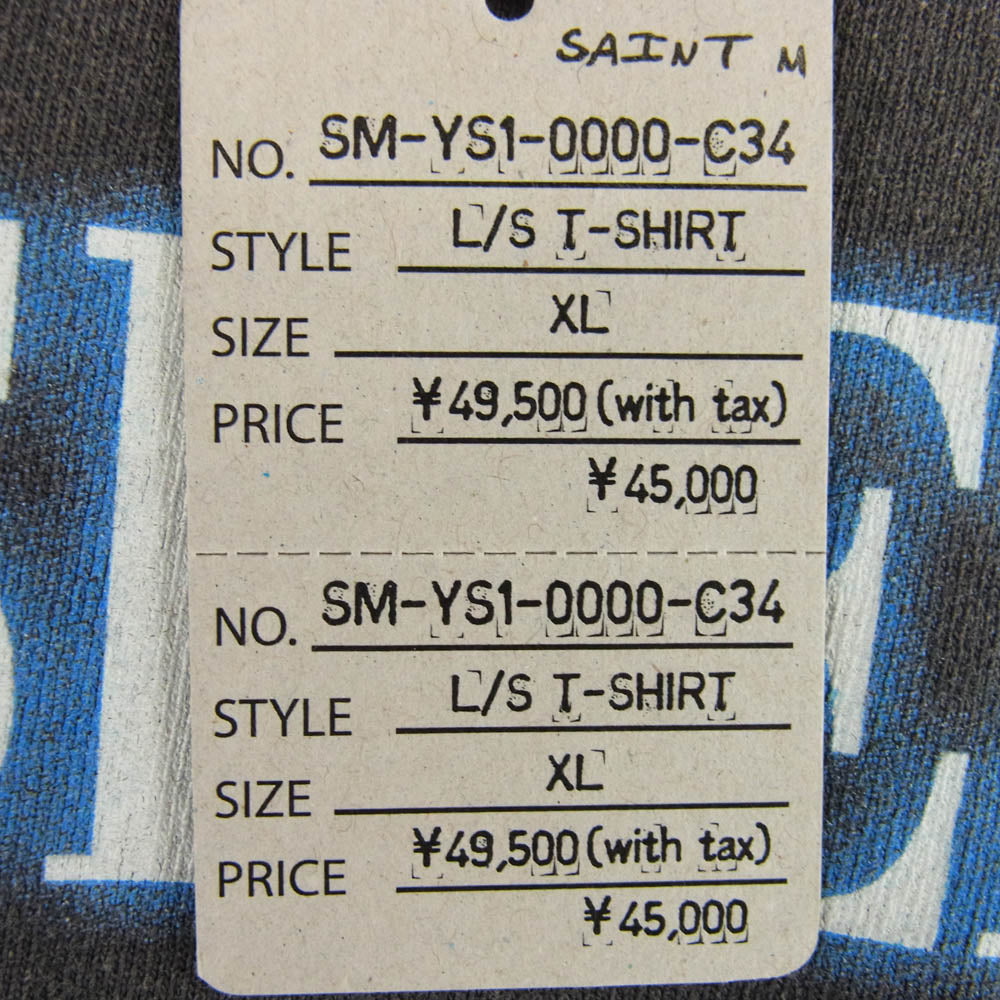 SAINT M
NO. SM-YS1-0000-C34
STYLE L/S T-SHIRT
SIZE XL
PRICE ¥49,500(with tax)
¥45,000
NO. SM-YS1-0000-C34
STYLE L/S T-SHIRT
SIZE XL
PRICE ¥49,500(with tax)
¥45,000